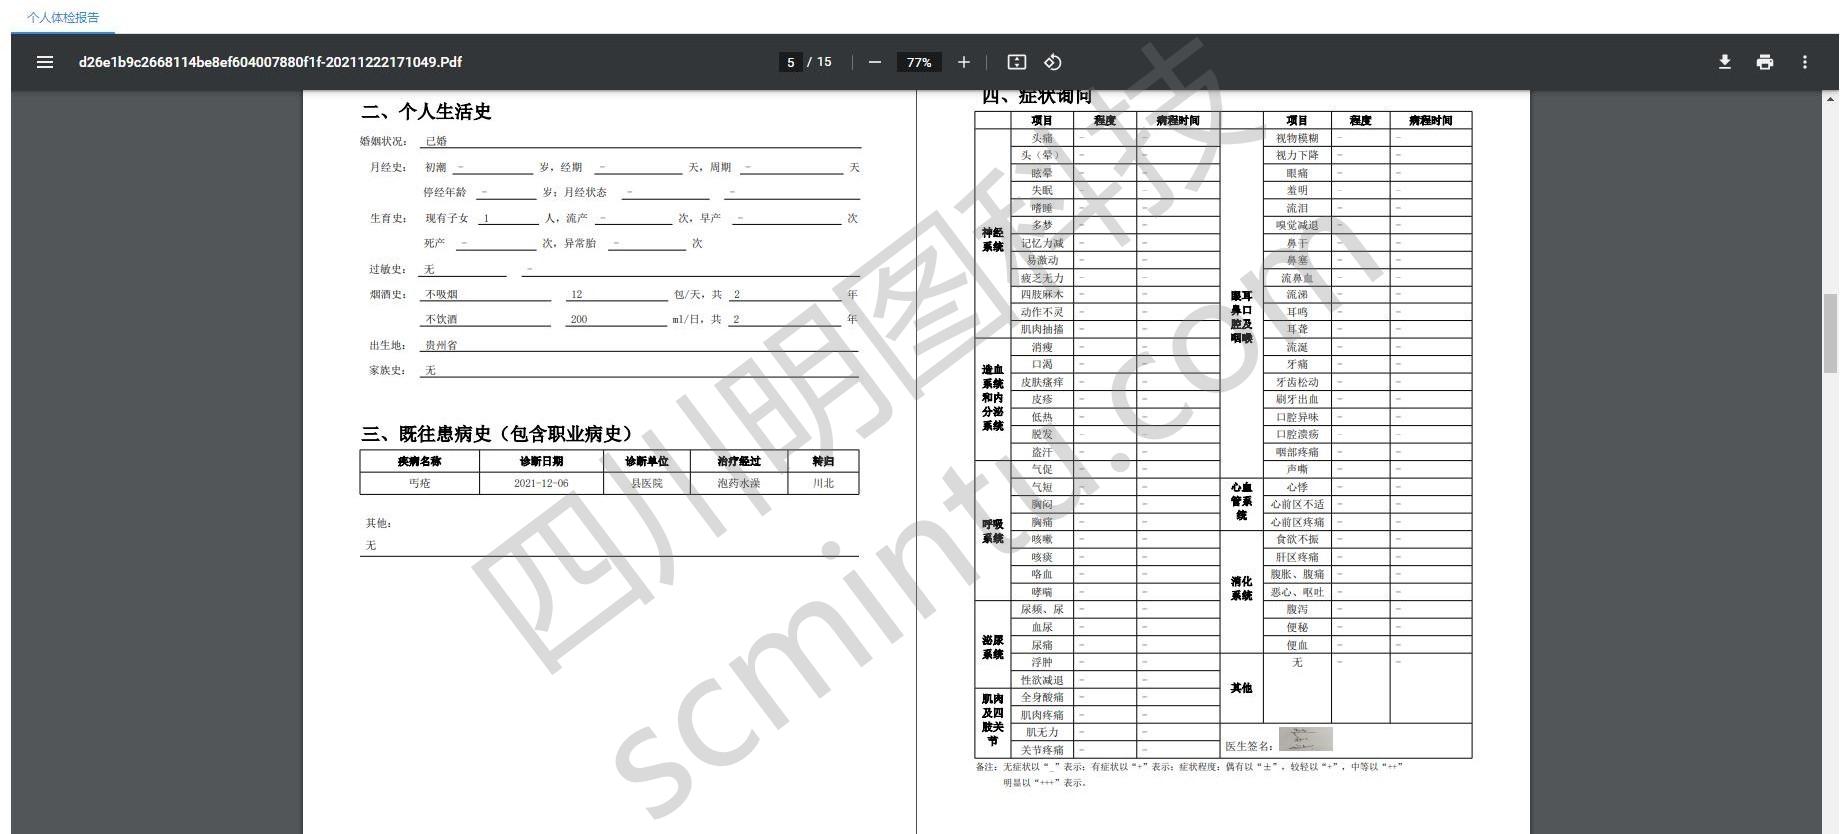 个人体检报告
d26e1b9c2668114be8ef604007880f1f-20211222171049.Pdf
5 / 15
77%
二、个人生活史
婚姻状况: 已婚
月经史: 初潮 - 岁, 经期 - 天, 周期 - 天
停经年龄 - 岁; 月经状态 - -
生育史: 现有子女 1 人, 流产 - 次, 早产 - 次
死产 - 次, 异常胎 - 次
过敏史: 无 -
烟酒史: 不吸烟 12 包/天, 共 2 年
不饮酒 200 ml/日, 共 2 年
出生地: 贵州省
家族史: 无
三、既往患病史（包含职业病史）
疾病名称 诊断日期 诊断单位 治疗经过 转归
丐疮 2021-12-06 县医院 泡药水澡 川北
其他:
无
四、症状询问
项目 程度 病程时间 项目 程度 病程时间
神经系统
头痛 - -
头（晕） - -
眩晕 - -
失眠 - -
嗜睡 - -
多梦 - -
记忆力减 - -
易激动 - -
疲乏无力 - -
四肢麻木 - -
动作不灵 - -
肌肉抽搐 - -
造血系统和内分泌系统
消瘦 - -
口渴 - -
皮肤瘙痒 - -
皮疹 - -
低热 - -
脱发 - -
盗汗 - -
呼吸系统
气促 - -
气短 - -
胸闷 - -
胸痛 - -
咳嗽 - -
咳痰 - -
咯血 - -
哮喘 - -
泌尿系统
尿频、尿 - -
血尿 - -
尿痛 - -
浮肿 - -
性欲减退 - -
肌肉及四肢关节
全身酸痛 - -
肌肉疼痛 - -
肌无力 - -
关节疼痛 - -
眼耳鼻口腔及咽喉
视物模糊 - -
视力下降 - -
眼痛 - -
羞明 - -
流泪 - -
嗅觉减退 - -
鼻干 - -
鼻塞 - -
流鼻血 - -
流涕 - -
耳鸣 - -
耳聋 - -
流涎 - -
牙痛 - -
牙齿松动 - -
刷牙出血 - -
口腔异味 - -
口腔溃疡 - -
咽部疼痛 - -
声嘶 - -
心血管系统
心悸 - -
心前区不适 - -
心前区疼痛 - -
消化系统
食欲不振 - -
肝区疼痛 - -
腹胀、腹痛 - -
恶心、呕吐 - -
腹泻 - -
便秘 - -
便血 - -
其他
无 - -
医生签名:
备注: 无症状以“_”表示; 有症状以“+”表示; 症状程度: 偶有以“±”, 较轻以“+”, 中等以“++”
明显以“+++”表示。
四川明图科技
scmintu.com